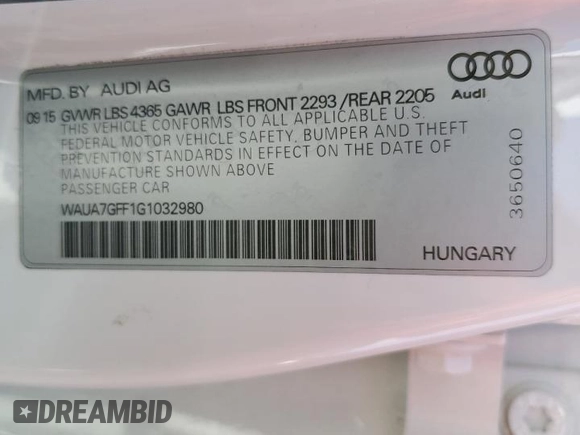 MFD. BY AUDI AG
Audi
09 15 GVWR LBS 4365 GAWR LBS FRONT 2293 /REAR 2205
THIS VEHICLE CONFORMS TO ALL APPLICABLE U.S.
FEDERAL MOTOR VEHICLE SAFETY, BUMPER AND THEFT
PREVENTION STANDARDS IN EFFECT ON THE DATE OF
MANUFACTURE SHOWN ABOVE
PASSENGER CAR
WAUA7GFF1G1032980
3650640
HUNGARY
DREAMBID